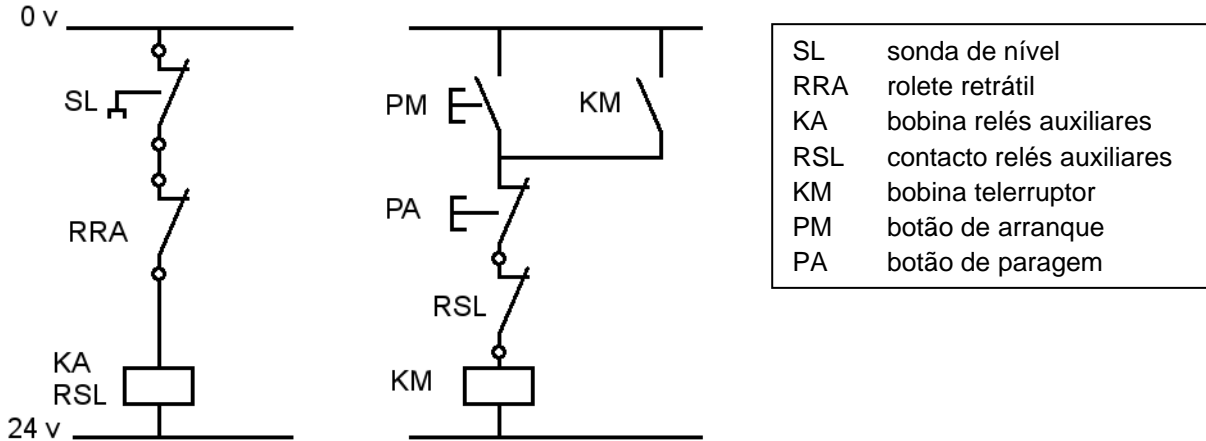 0 v
SL
RRA
KA
RSL
24 v
PM
KM
PA
RSL
KM
SL sonda de nível
RRA rolete retrátil
KA bobina relés auxiliares
RSL contacto relés auxiliares
KM bobina telerruptor
PM botão de arranque
PA botão de paragem